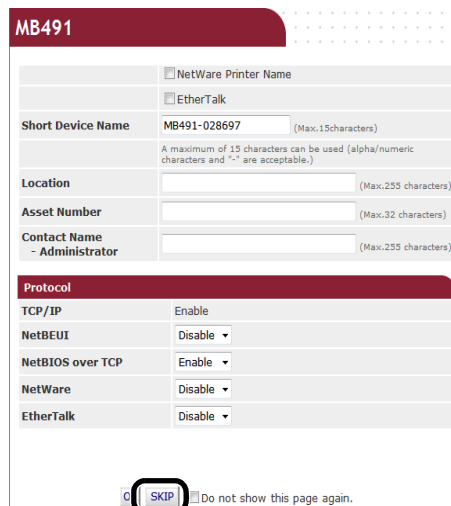 MB491
NetWare Printer Name
EtherTalk
Short Device Name MB491-028697 (Max.15characters)
A maximum of 15 characters can be used (alpha/numeric
characters and "-" are acceptable.)
Location (Max.255 characters)
Asset Number (Max.32 characters)
Contact Name
- Administrator (Max.255 characters)
Protocol
TCP/IP Enable
NetBEUI Disable
NetBIOS over TCP Enable
NetWare Disable
EtherTalk Disable
SKIP Do not show this page again.